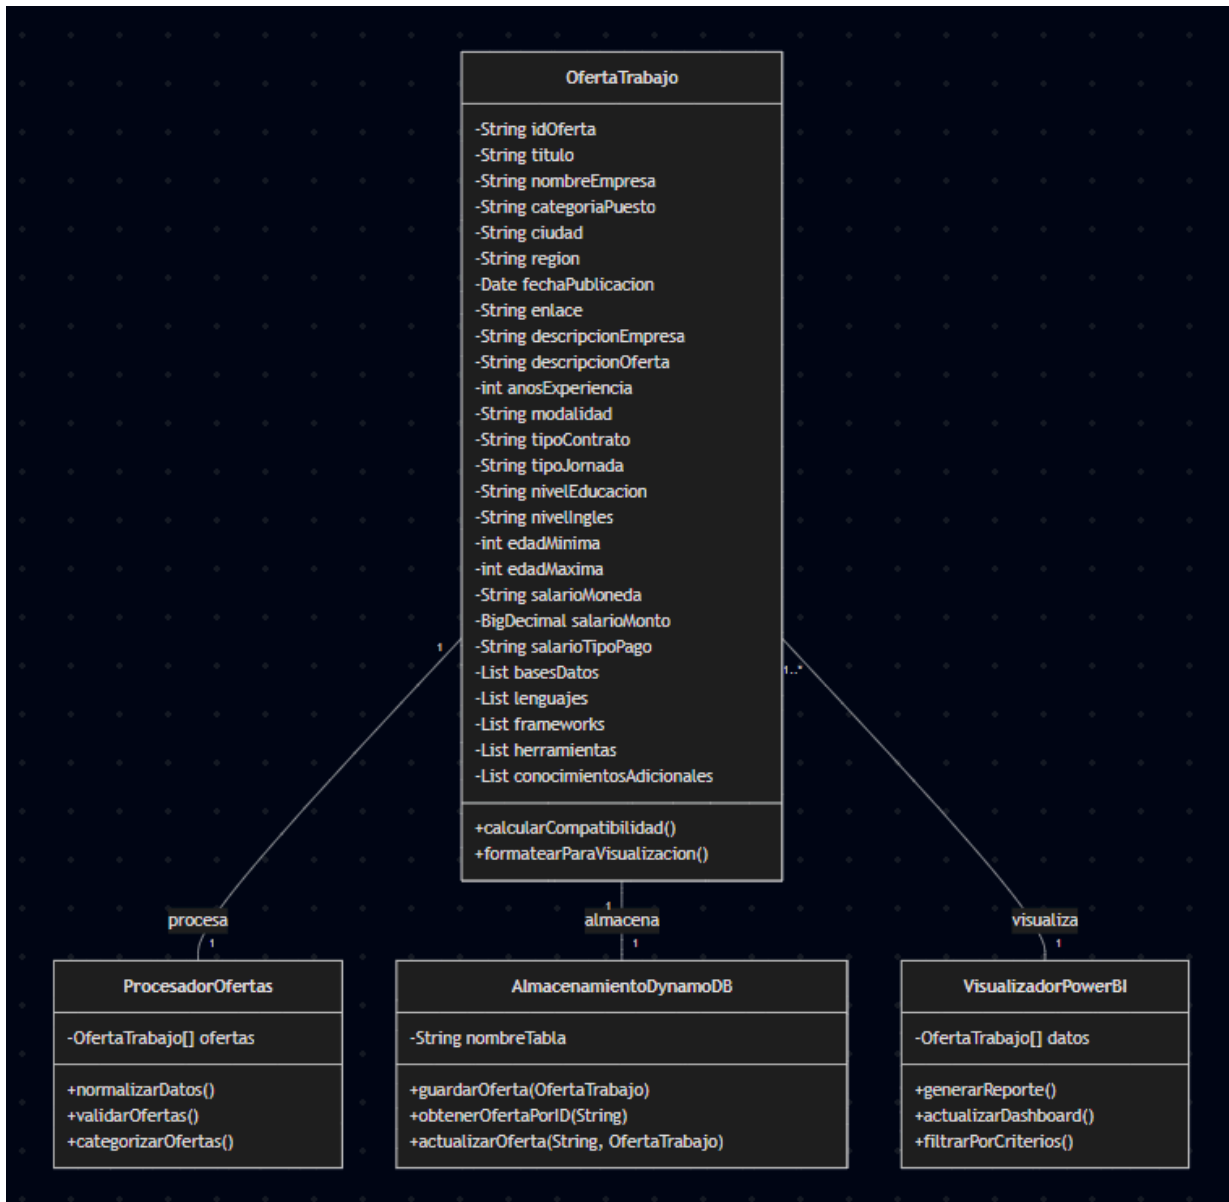 OfertaTrabajo
-String idOferta
-String titulo
-String nombreEmpresa
-String categoriaPuesto
-String ciudad
-String region
-Date fechaPublicacion
-String enlace
-String descripcionEmpresa
-String descripcionOferta
-int anosExperiencia
-String modalidad
-String tipoContrato
-String tipoJornada
-String nivelEducacion
-String nivelIngles
-int edadMinima
-int edadMaxima
-String salarioMoneda
-BigDecimal salarioMonto
-String salarioTipoPago
-List basesDatos
-List lenguajes
-List frameworks
-List herramientas
-List conocimientosAdicionales
+calcularCompatibilidad()
+formatearParaVisualizacion()
1
1..*
1
procesa
almacena
visualiza
1
1
1
ProcesadorOfertas
-OfertaTrabajo[] ofertas
+normalizarDatos()
+validarOfertas()
+categorizarOfertas()
AlmacenamientoDynamoDB
-String nombreTabla
+guardarOferta(OfertaTrabajo)
+obtenerOfertaPorID(String)
+actualizarOferta(String, OfertaTrabajo)
VisualizadorPowerBI
-OfertaTrabajo[] datos
+generarReporte()
+actualizarDashboard()
+filtrarPorCriterios()